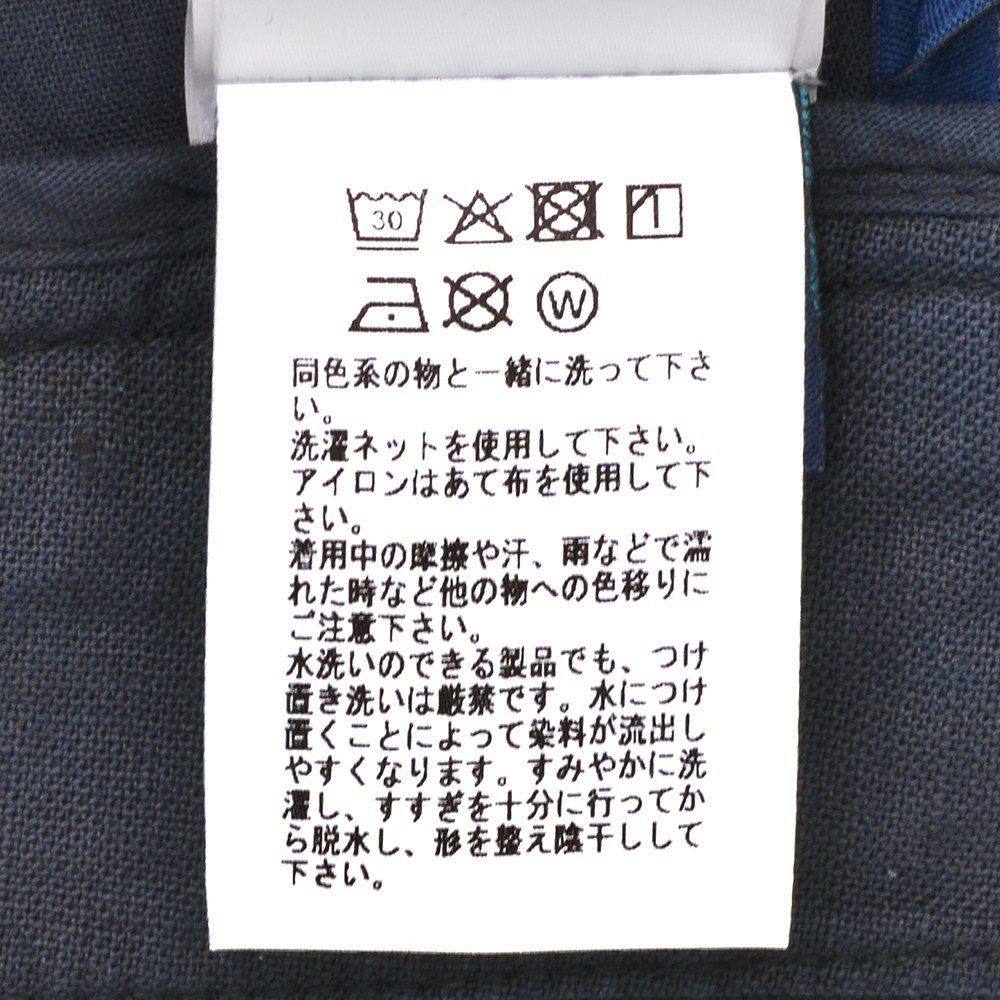 30
W
同色系の物と一緒に洗って下さ
い。
洗濯ネットを使用して下さい。
アイロンはあて布を使用して下
さい。
着用中の摩擦や汗、雨などで濡
れた時など他の物への色移りに
ご注意下さい。
水洗いのできる製品でも、つけ
置き洗いは厳禁です。水につけ
置くことによって染料が流出し
やすくなります。すみやかに洗
濯し、すすぎを十分に行ってか
ら脱水し、形を整え陰干しして
下さい。